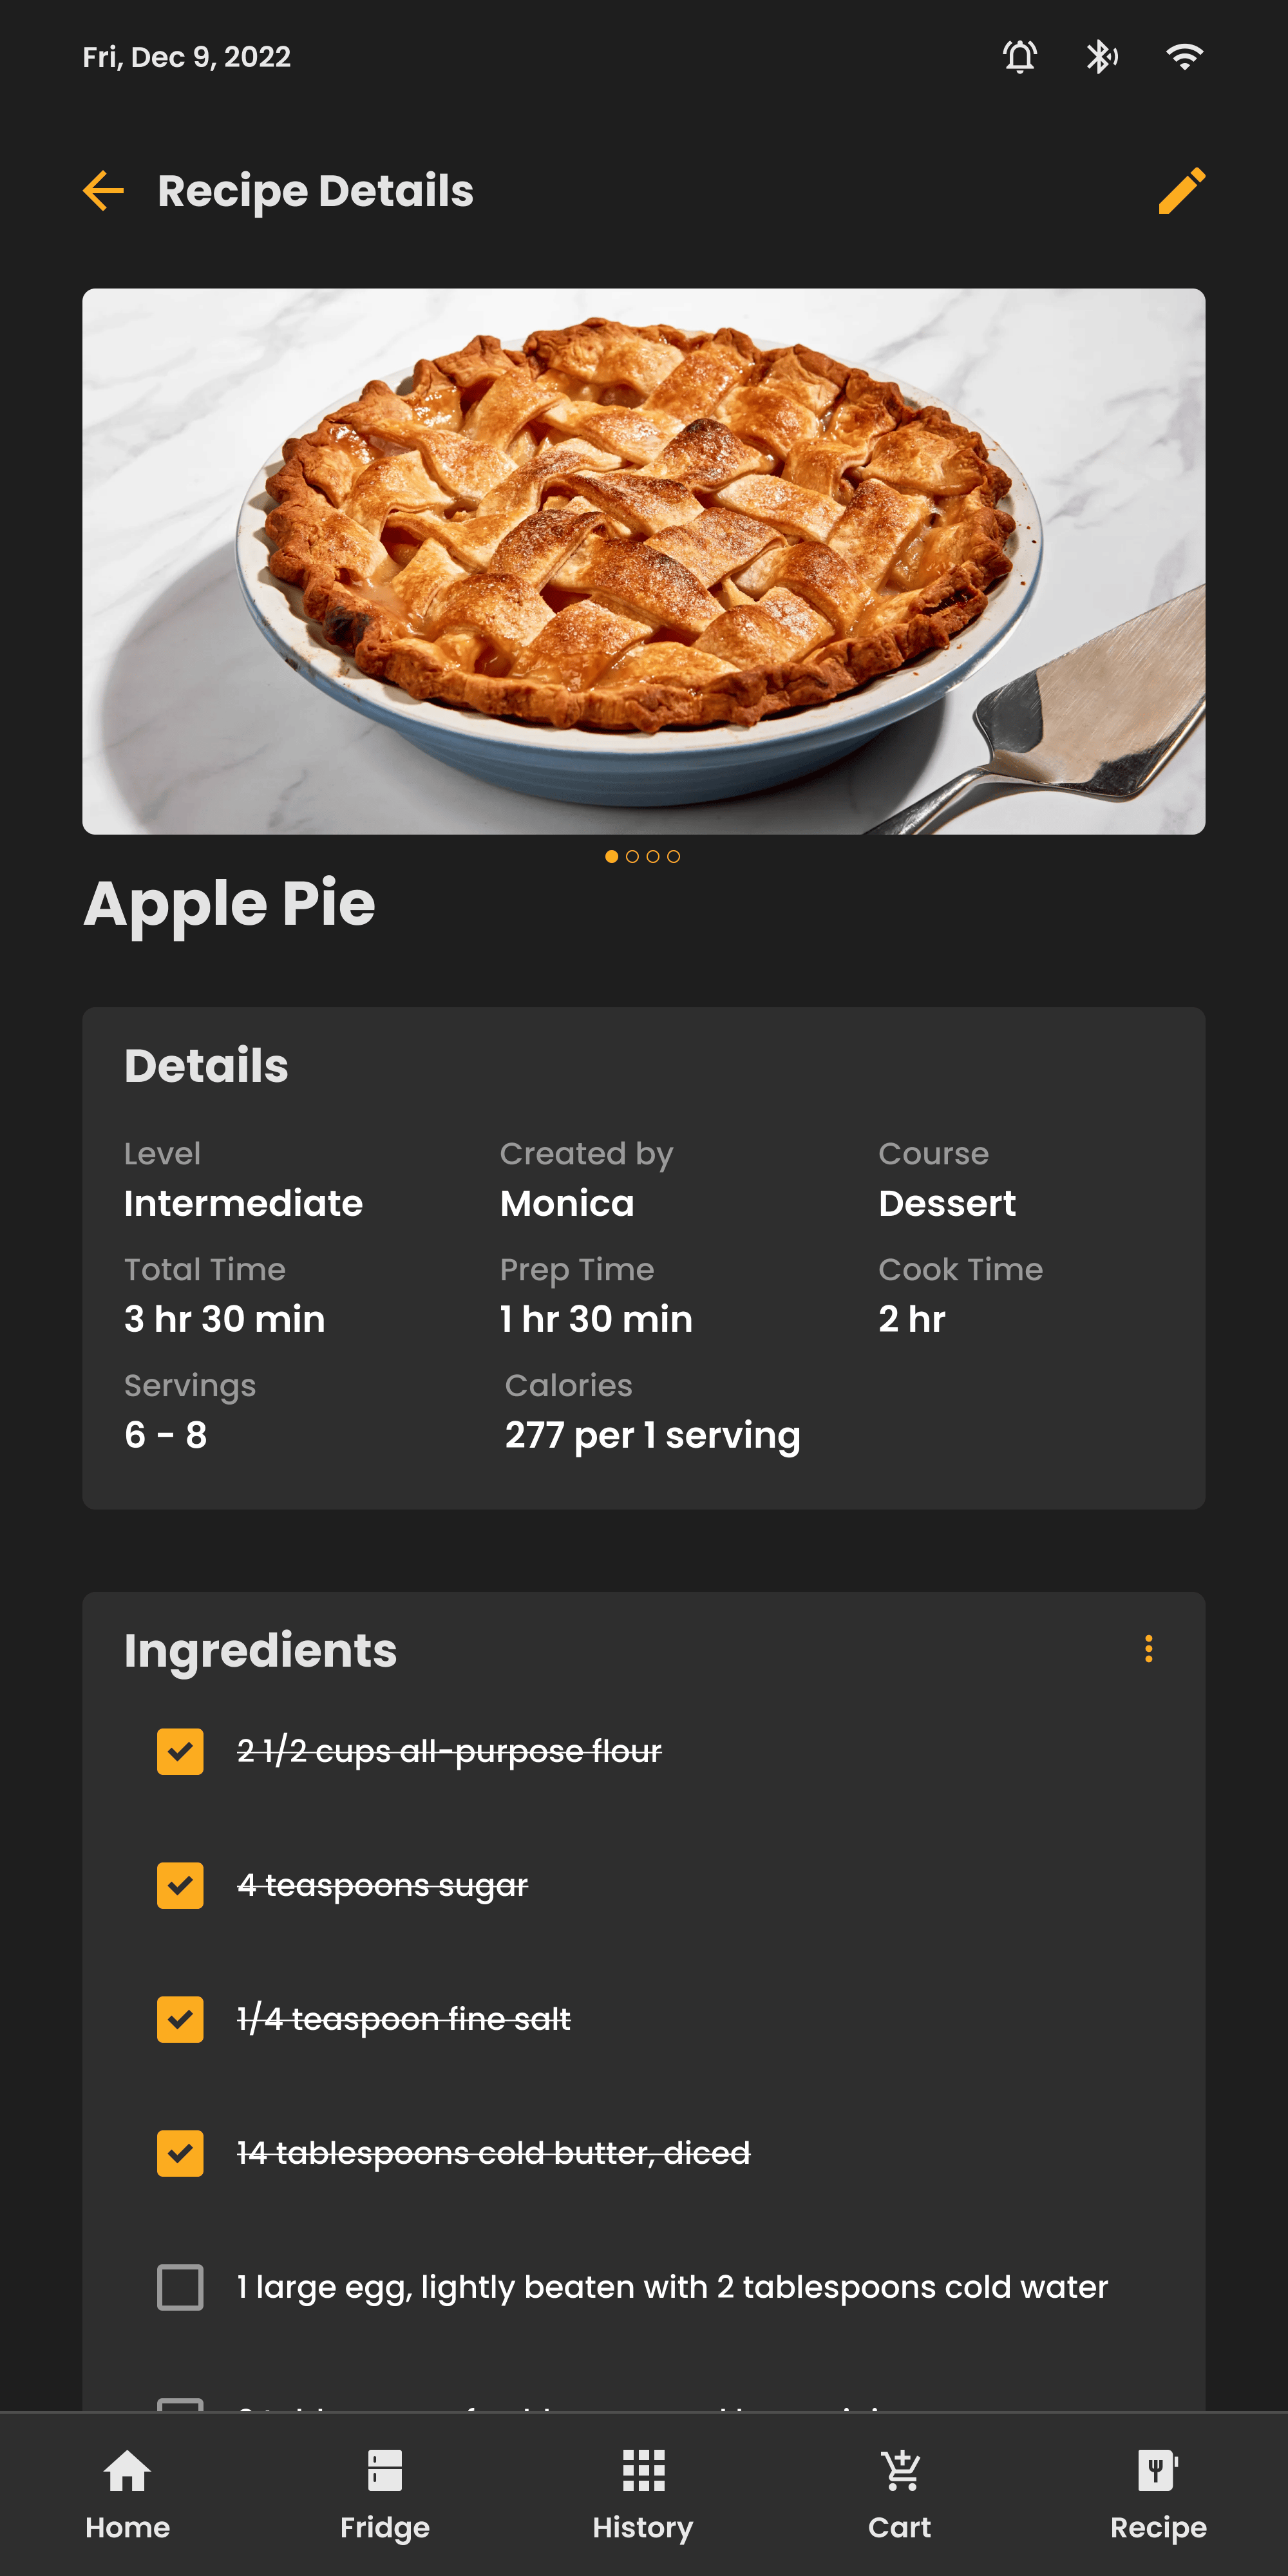 Fri, Dec 9, 2022
Recipe Details
Apple Pie
Details
Level
Created by
Course
Intermediate
Monica
Dessert
Total Time
Prep Time
Cook Time
3 hr 30 min
1 hr 30 min
2 hr
Servings
Calories
6 - 8
277 per 1 serving
Ingredients
2 1/2 cups all-purpose flour
4 teaspoons sugar
1/4 teaspoon fine salt
14 tablespoons cold butter, diced
1 large egg, lightly beaten with 2 tablespoons cold water
Home
Fridge
History
Cart
Recipe